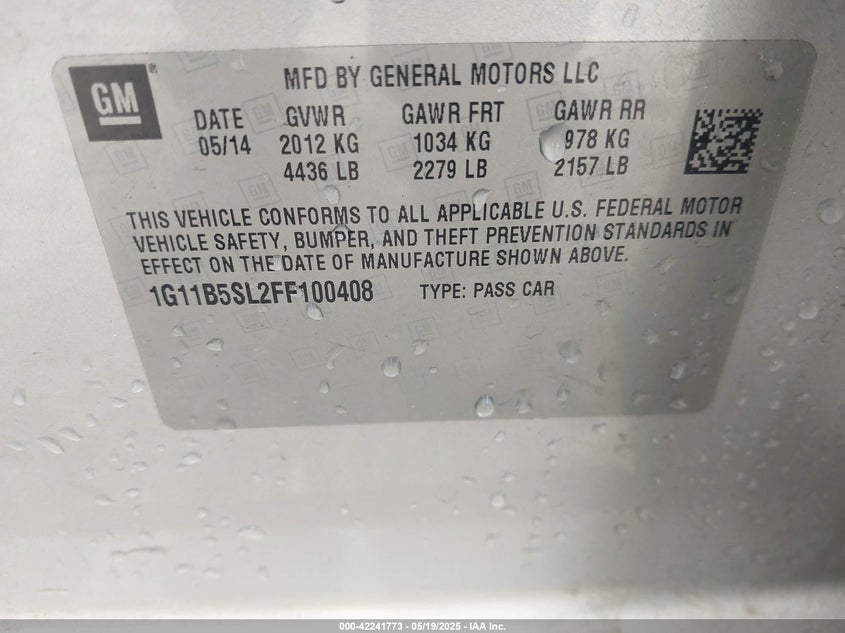 GM
MFD BY GENERAL MOTORS LLC
DATE GVWR GAWR FRT GAWR RR
05/14 2012 KG 1034 KG 978 KG
4436 LB 2279 LB 2157 LB
THIS VEHICLE CONFORMS TO ALL APPLICABLE U.S. FEDERAL MOTOR
VEHICLE SAFETY, BUMPER, AND THEFT PREVENTION STANDARDS IN
EFFECT ON THE DATE OF MANUFACTURE SHOWN ABOVE.
1G11B5SL2FF100408 TYPE: PASS CAR
000-42241773 - 05/19/2025 - IAA Inc.